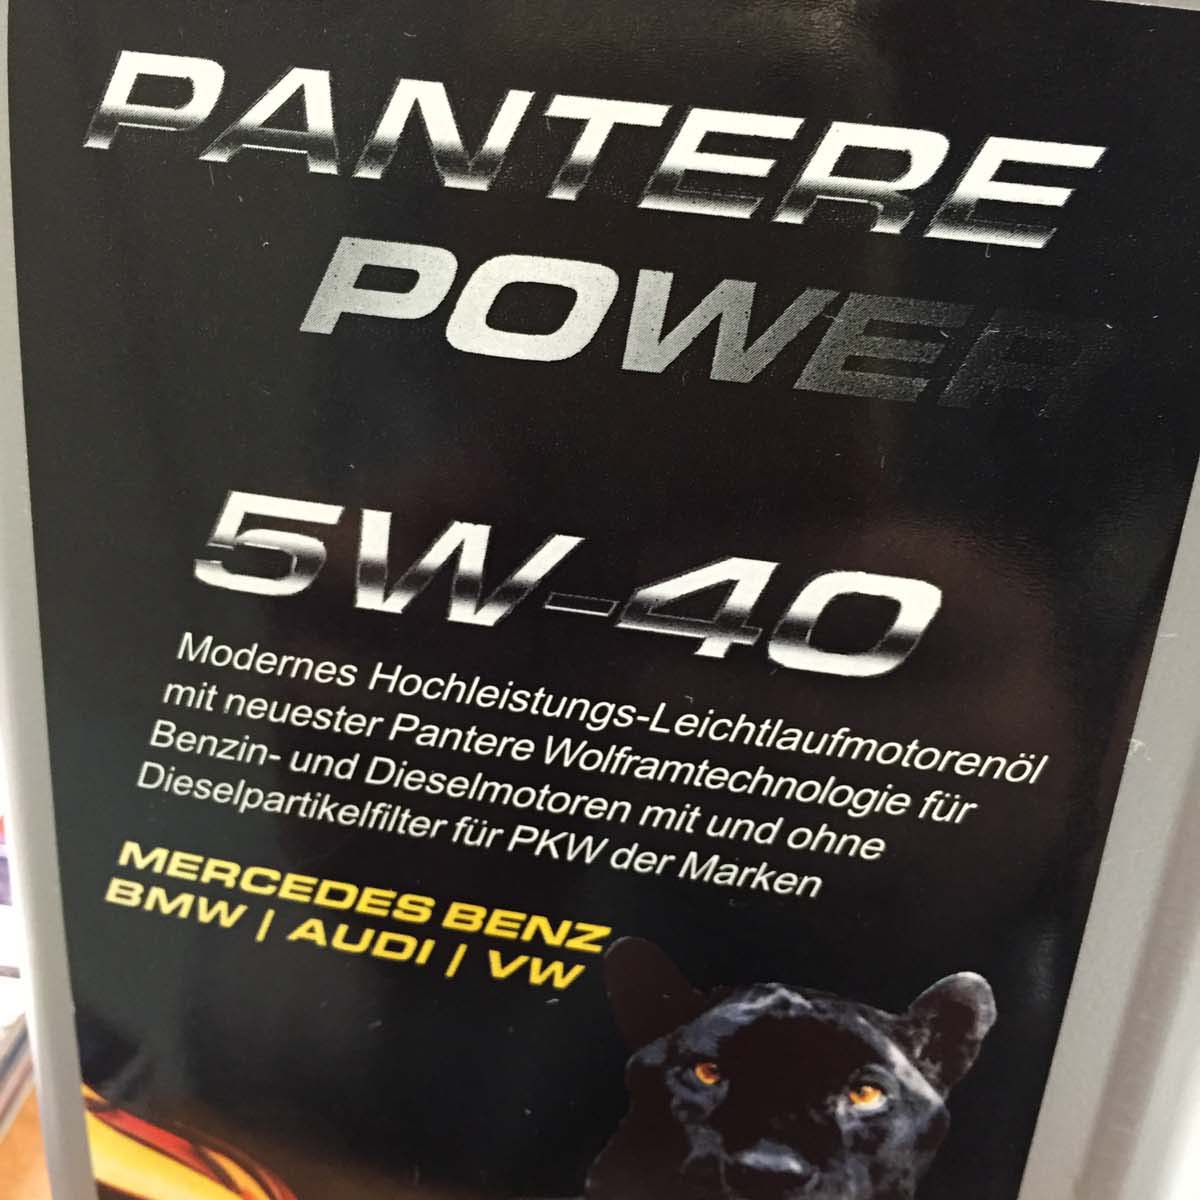 PANTERE
POWER
5W-40
Modernes Hochleistungs-Leichtlaufmotorenöl
mit neuester Pantere Wolframtechnologie für
Benzin- und Dieselmotoren mit und ohne
Dieselpartikelfilter für PKW der Marken
MERCEDES BENZ
BMW | AUDI | VW